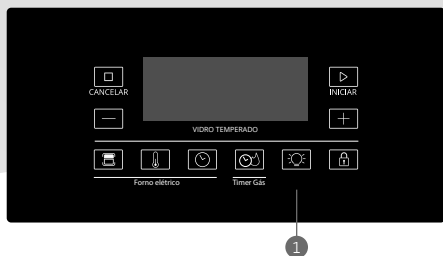 CANCELAR
INICIAR
VIDRO TEMPERADO
Forno elétrico
Timer Gás
1